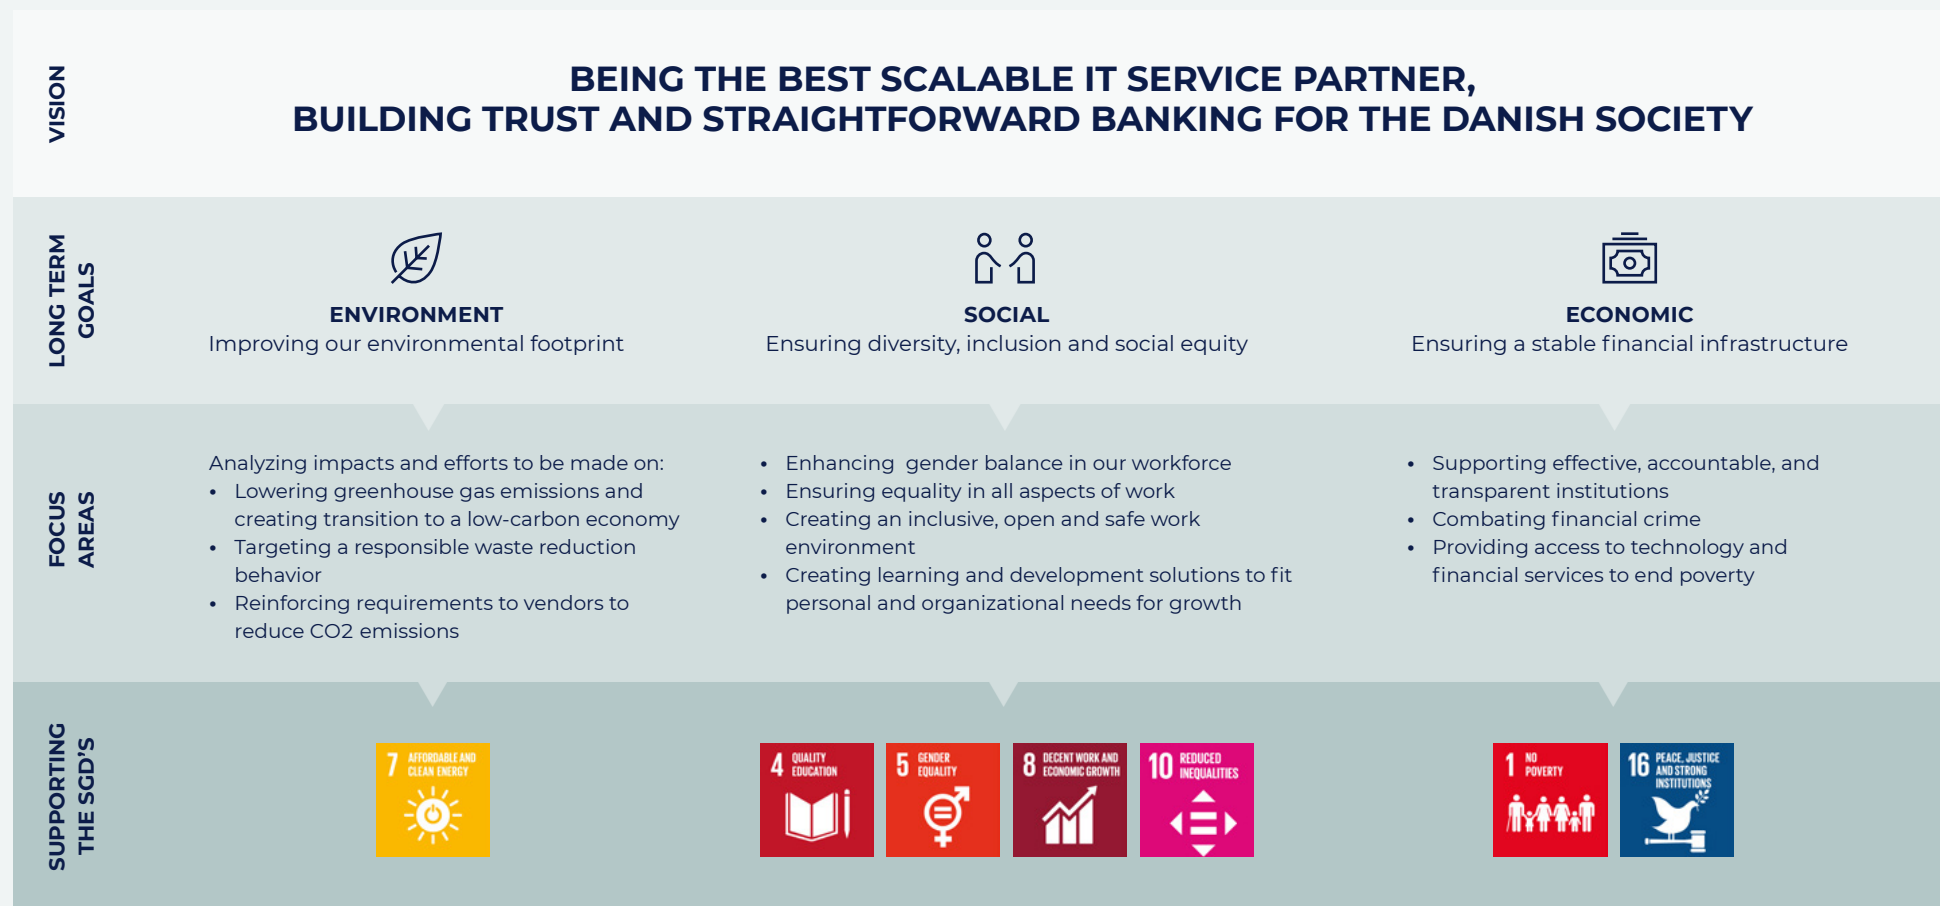 VISION
BEING THE BEST SCALABLE IT SERVICE PARTNER,
BUILDING TRUST AND STRAIGHTFORWARD BANKING FOR THE DANISH SOCIETY
LONG TERM
GOALS
ENVIRONMENT
Improving our environmental footprint
SOCIAL
Ensuring diversity, inclusion and social equity
ECONOMIC
Ensuring a stable financial infrastructure
FOCUS
AREAS
Analyzing impacts and efforts to be made on:
• Lowering greenhouse gas emissions and
creating transition to a low-carbon economy
• Targeting a responsible waste reduction
behavior
• Reinforcing requirements to vendors to
reduce CO2 emissions
• Enhancing gender balance in our workforce
• Ensuring equality in all aspects of work
• Creating an inclusive, open and safe work
environment
• Creating learning and development solutions to fit
personal and organizational needs for growth
• Supporting effective, accountable, and
transparent institutions
• Combating financial crime
• Providing access to technology and
financial services to end poverty
SUPPORTING
THE SGD'S
7 AFFORDABLE AND
CLEAN ENERGY
4 QUALITY
EDUCATION
5 GENDER
EQUALITY
8 DECENT WORK AND
ECONOMIC GROWTH
10 REDUCED
INEQUALITIES
1 NO
POVERTY
16 PEACE, JUSTICE
AND STRONG
INSTITUTIONS